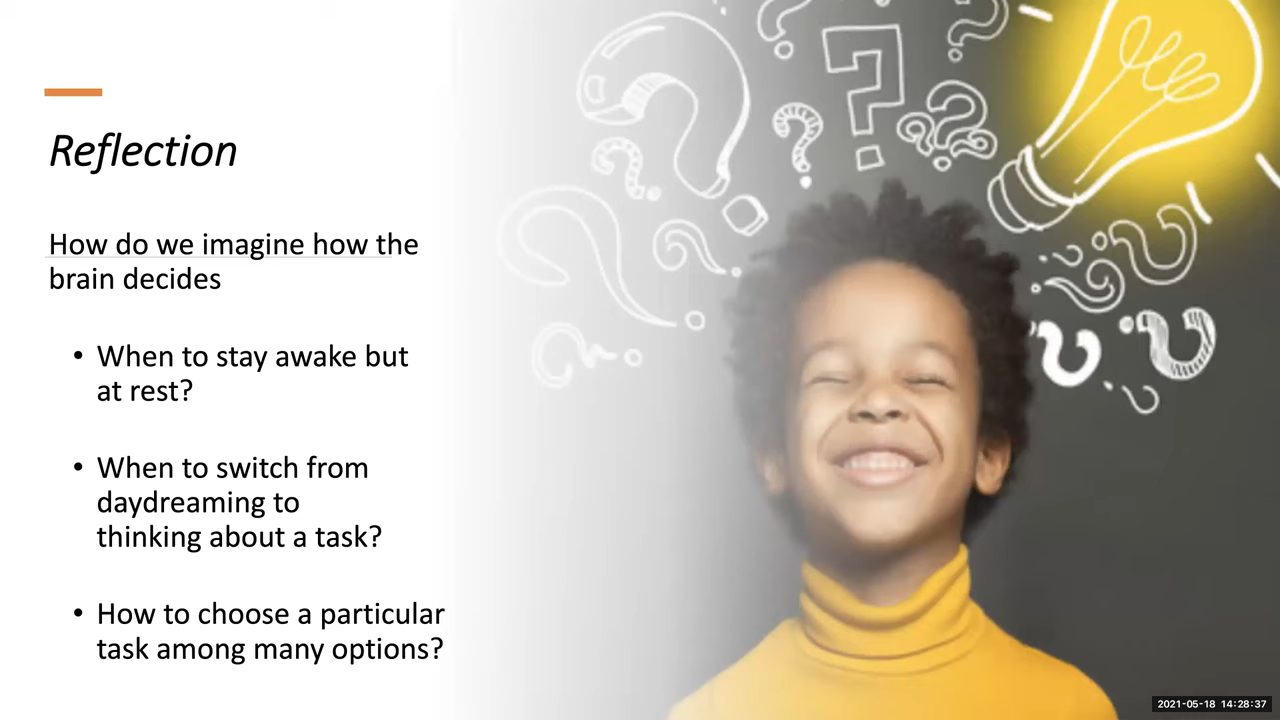 Reflection
How do we imagine how the
brain decides
• When to stay awake but
at rest?
• When to switch from
daydreaming to
thinking about a task?
• How to choose a particular
task among many options?
2021-05-18 14:28:37